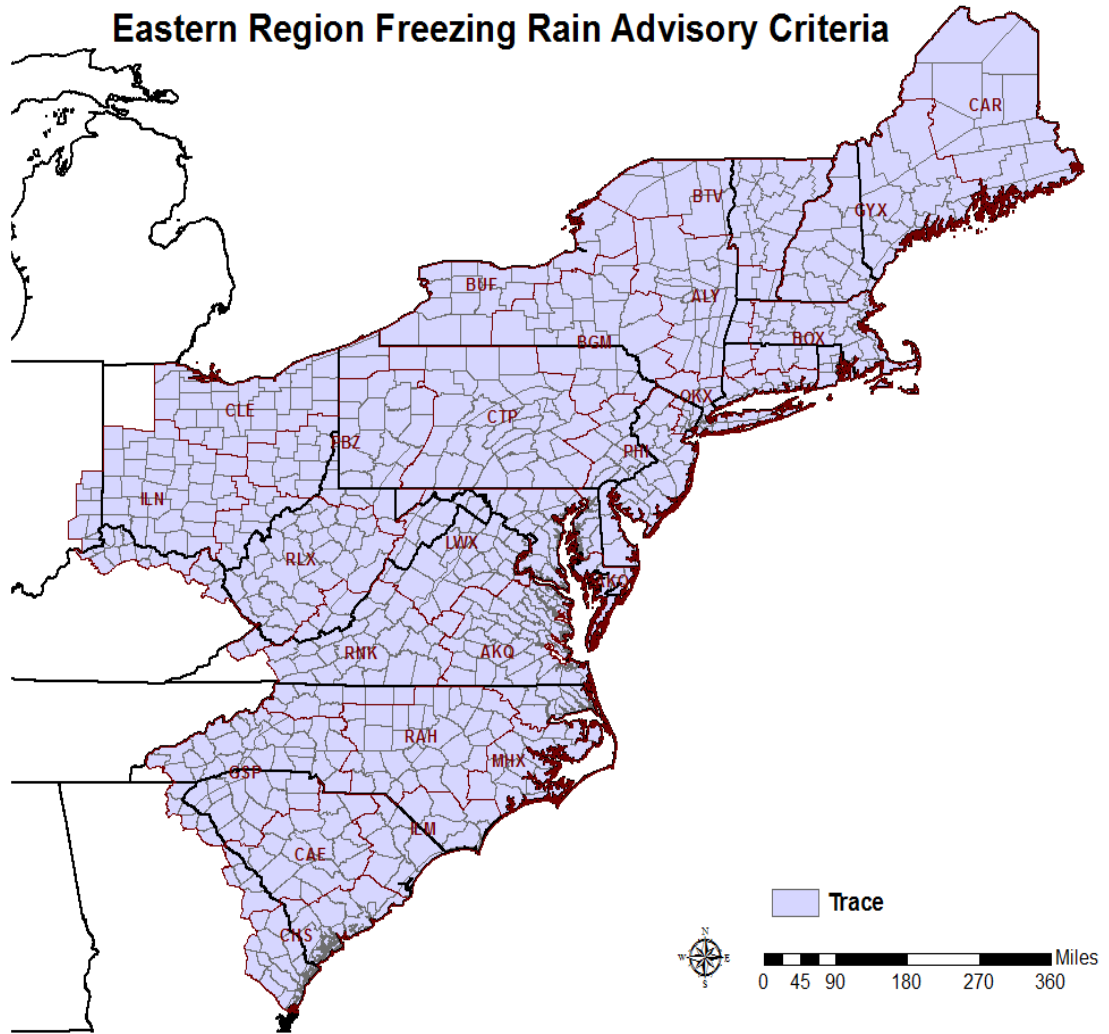 Eastern Region Freezing Rain Advisory Criteria
CAR
BTV
GYX
BUF
ALY
BGM
BOX
CLE
CTP
OKX
PBZ
PHI
ILN
LWX
RLX
AKQ
RNK
AKQ
RAH
MHX
GSP
ILM
CAE
CHS
Trace
N
W E
S
Miles
0 45 90 180 270 360